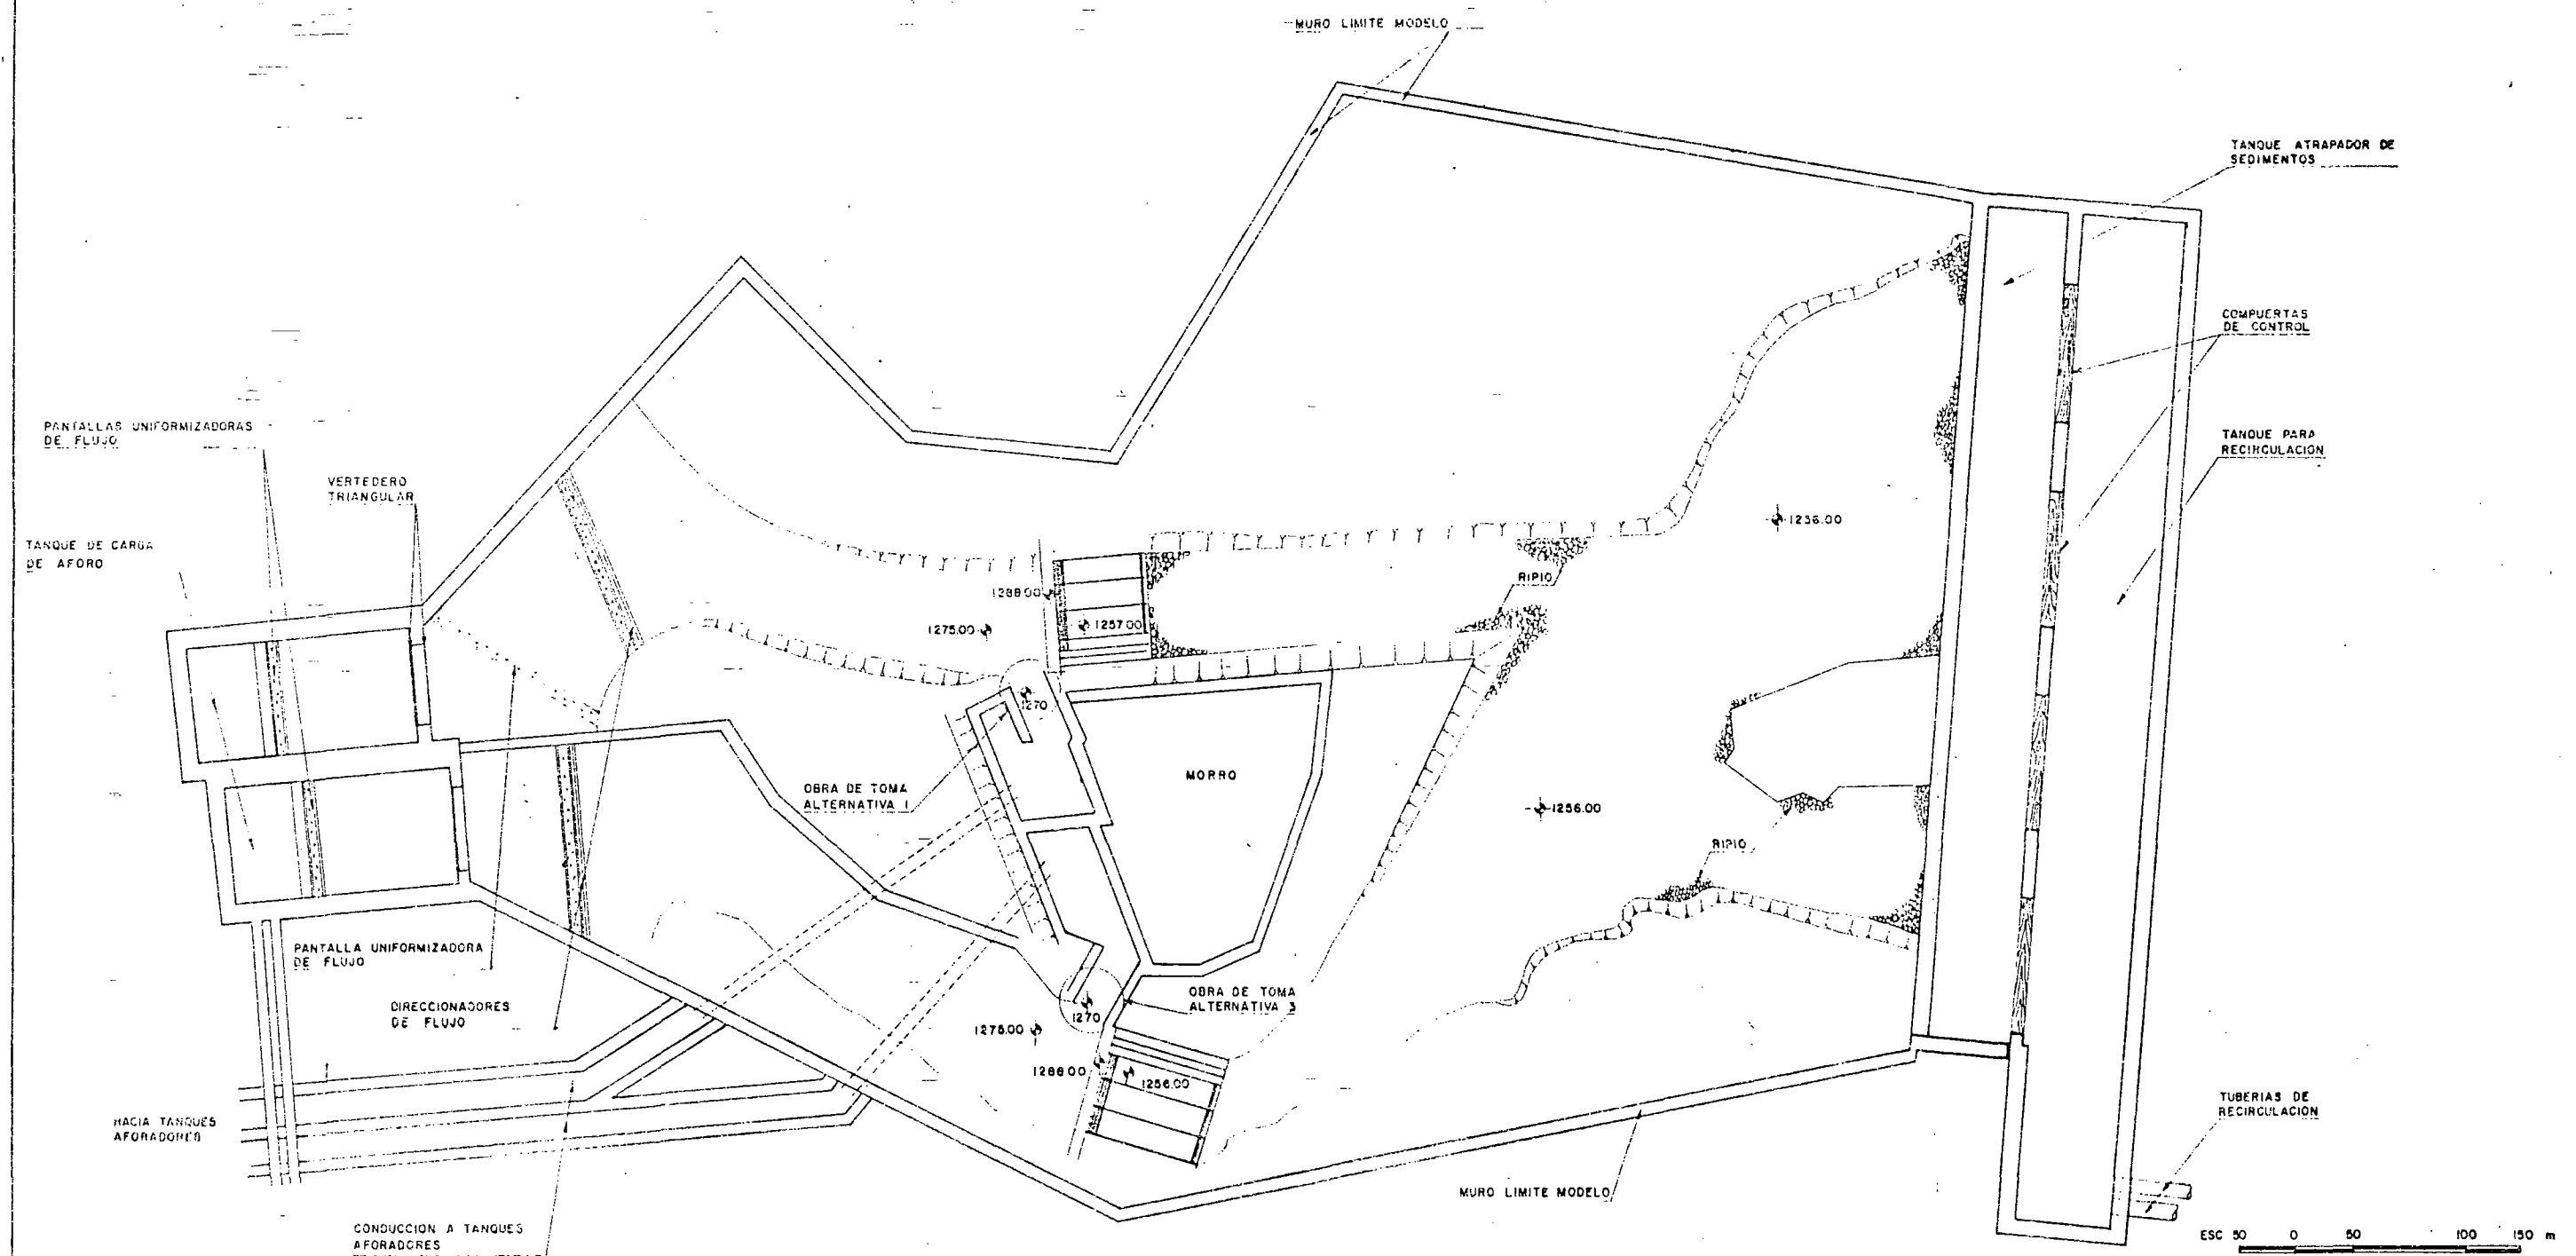 MURO LIMITE MODELO
TANQUE ATRAPADOR DE
SEDIMENTOS
COMPUERTAS
DE CONTROL
PANTALLAS UNIFORMIZADORAS
DE FLUJO
TANQUE PARA
RECIRCULACION
VERTEDERO
TRIANGULAR
TANQUE DE CARGA
DE AFORO
1256.00
RIPIO
1288.00
1275.00
1257.00
1270
MORRO
OBRA DE TOMA
ALTERNATIVA 1
1256.00
RIPIO
PANTALLA UNIFORMIZADORA
DE FLUJO
OBRA DE TOMA
ALTERNATIVA 3
DIRECCIONADORES
DE FLUJO
1270
1275.00
1288.00
1256.00
HACIA TANQUES
AFORADORES
TUBERIAS DE
RECIRCULACION
MURO LIMITE MODELO
CONDUCCION A TANQUES
AFORADORES
ESC 50 0 50 100 150 m